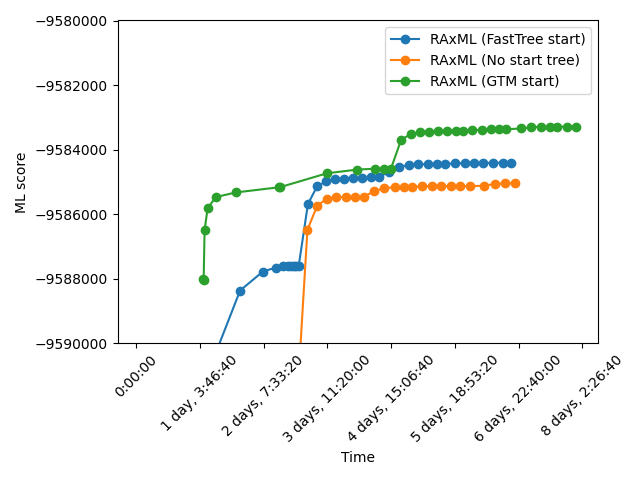 −9580000
−9582000
−9584000
−9586000
−9588000
−9590000
ML score
RAxML (FastTree start)
RAxML (No start tree)
RAxML (GTM start)
0:00:00
1 day, 3:46:40
2 days, 7:33:20
3 days, 11:20:00
4 days, 15:06:40
5 days, 18:53:20
6 days, 22:40:00
8 days, 2:26:40
Time